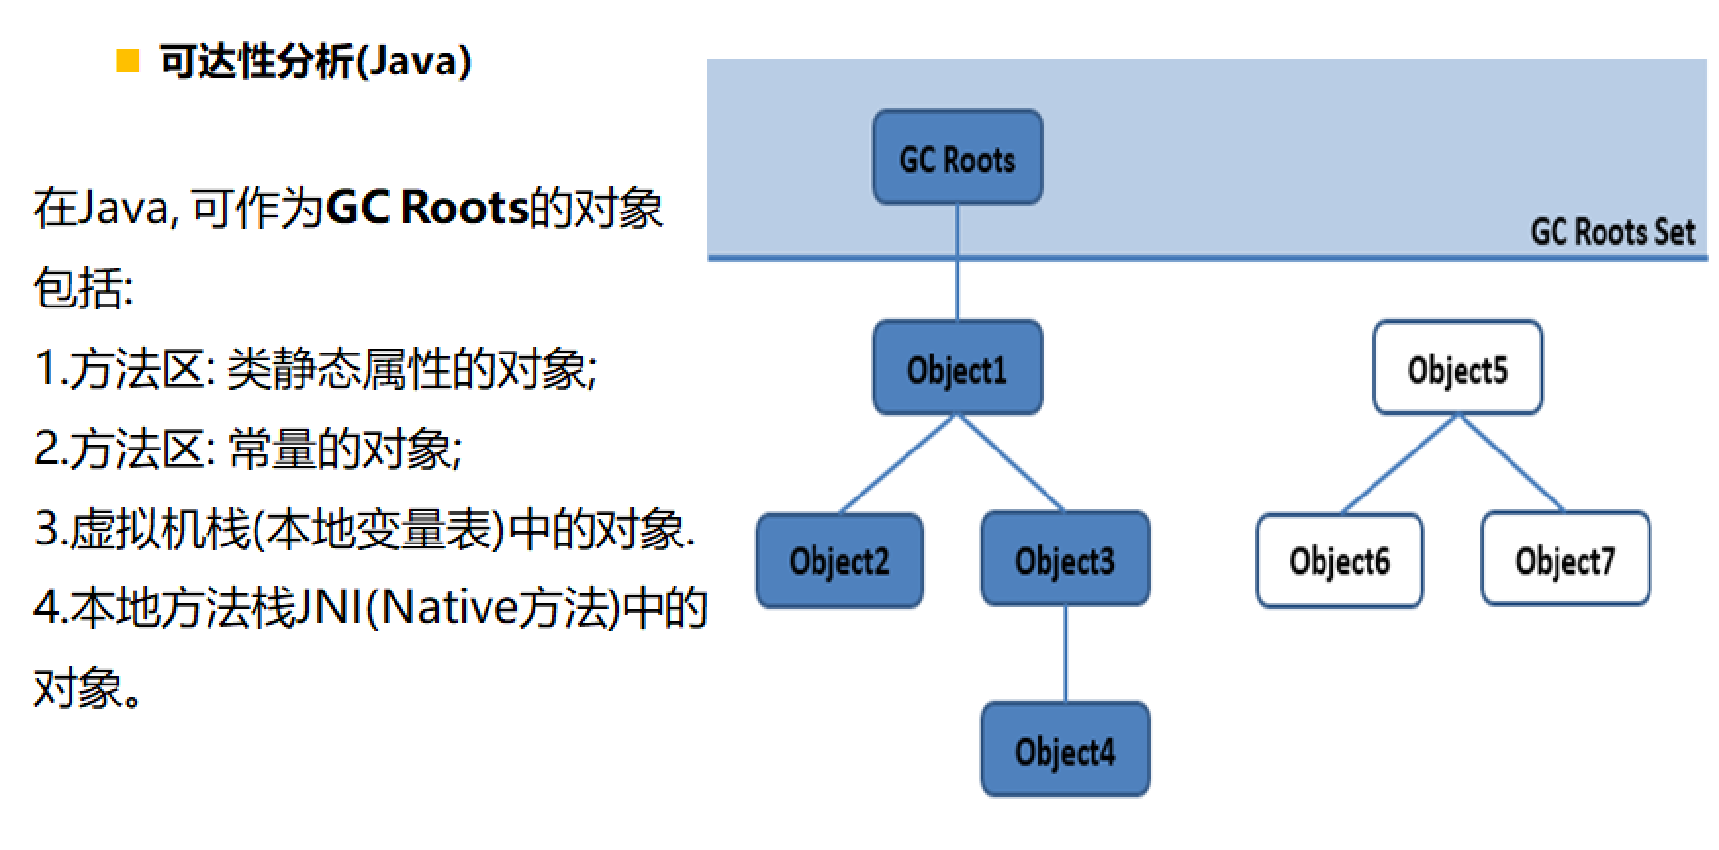 可达性分析(Java)
在Java, 可作为GC Roots的对象
包括:
1.方法区: 类静态属性的对象;
2.方法区: 常量的对象;
3.虚拟机栈(本地变量表)中的对象.
4.本地方法栈JNI(Native方法)中的
对象。
GC Roots
GC Roots Set
Object1
Object5
Object2
Object3
Object6
Object7
Object4